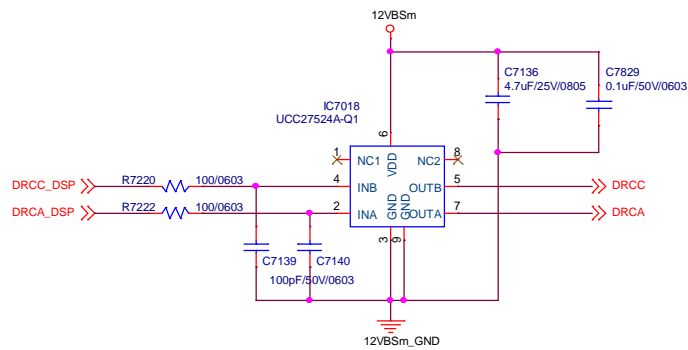 12VBSm
C7136
4.7uF/25V/0805
C7829
0.1uF/50V/0603
IC7018
UCC27524A-Q1
6
1
NC1
VDD
NC2
8
DRCC_DSP
R7220
100/0603
4
INB
OUTB
5
DRCC
DRCA_DSP
R7222
100/0603
2
INA
GND
GND
OUTA
7
DRCA
3
9
C7139
C7140
100pF/50V/0603
12VBSm_GND